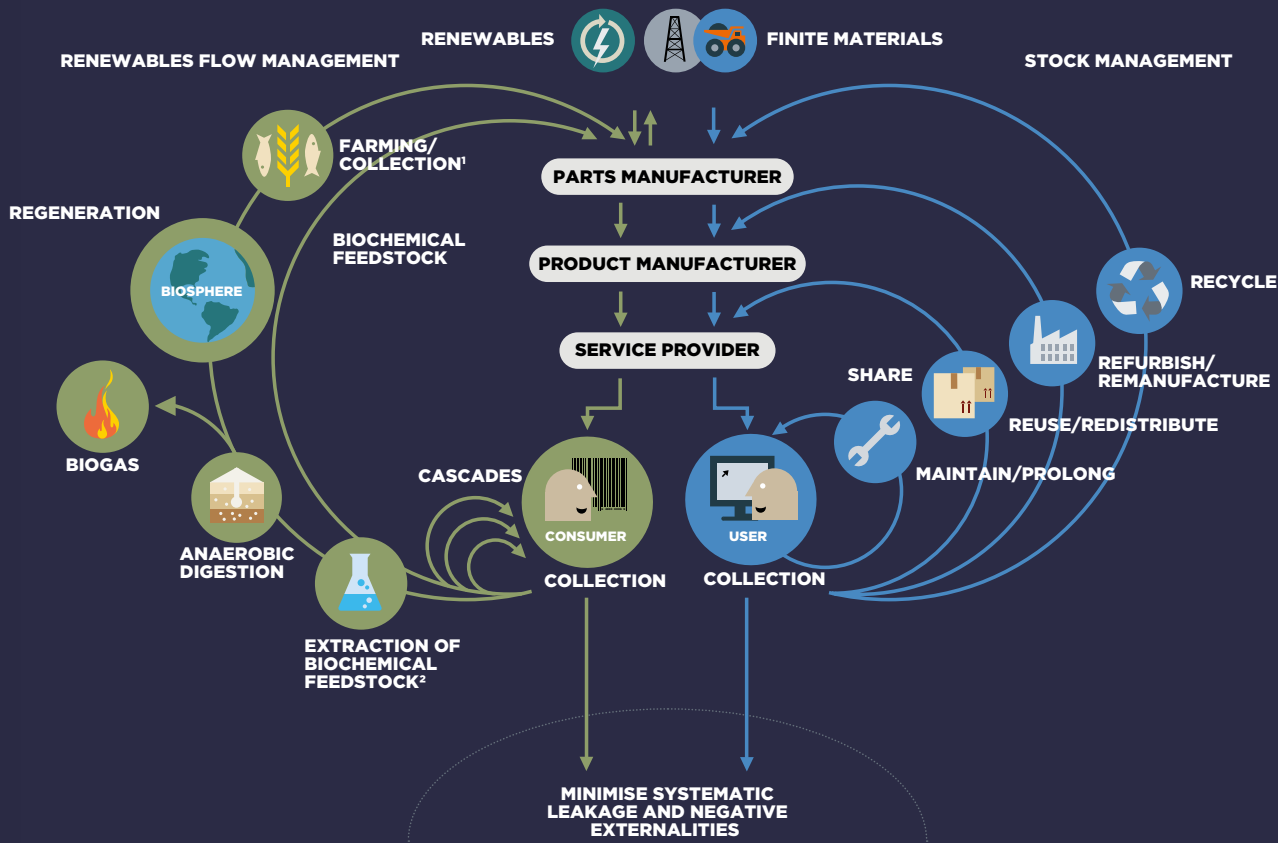 RENEWABLES
FINITE MATERIALS
RENEWABLES FLOW MANAGEMENT
STOCK MANAGEMENT
FARMING/
COLLECTION¹
PARTS MANUFACTURER
REGENERATION
BIOCHEMICAL
FEEDSTOCK
PRODUCT MANUFACTURER
RECYCLE
BIOSPHERE
SERVICE PROVIDER
REFURBISH/
REMANUFACTURE
SHARE
REUSE/REDISTRIBUTE
BIOGAS
MAINTAIN/PROLONG
CASCADES
CONSUMER
USER
ANAEROBIC
DIGESTION
COLLECTION
COLLECTION
EXTRACTION OF
BIOCHEMICAL
FEEDSTOCK²
MINIMISE SYSTEMATIC
LEAKAGE AND NEGATIVE
EXTERNALITIES